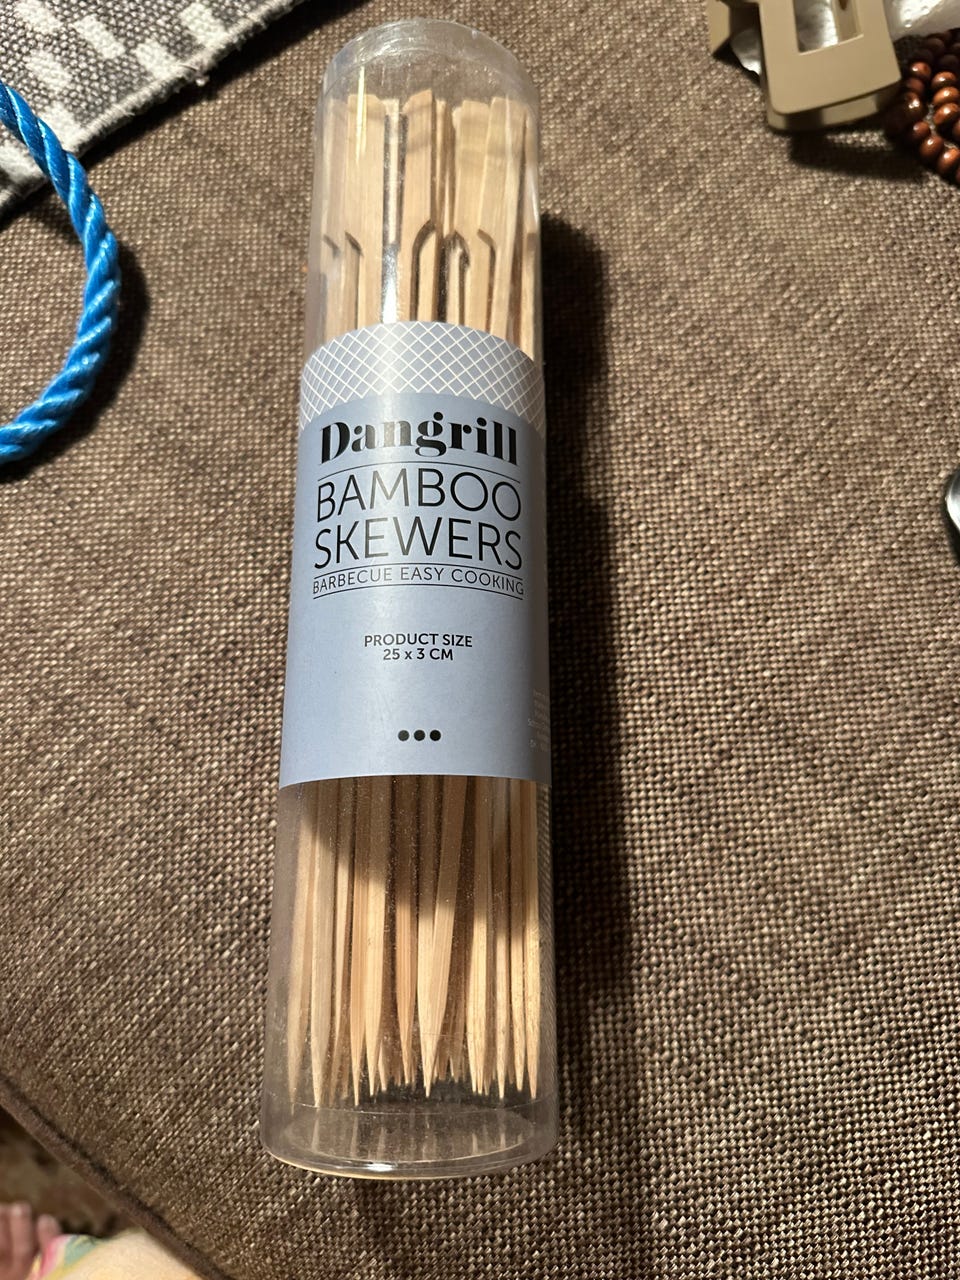 Dangrill
BAMBOO
SKEWERS
BARBECUE EASY COOKING
PRODUCT SIZE
25 x 3 CM